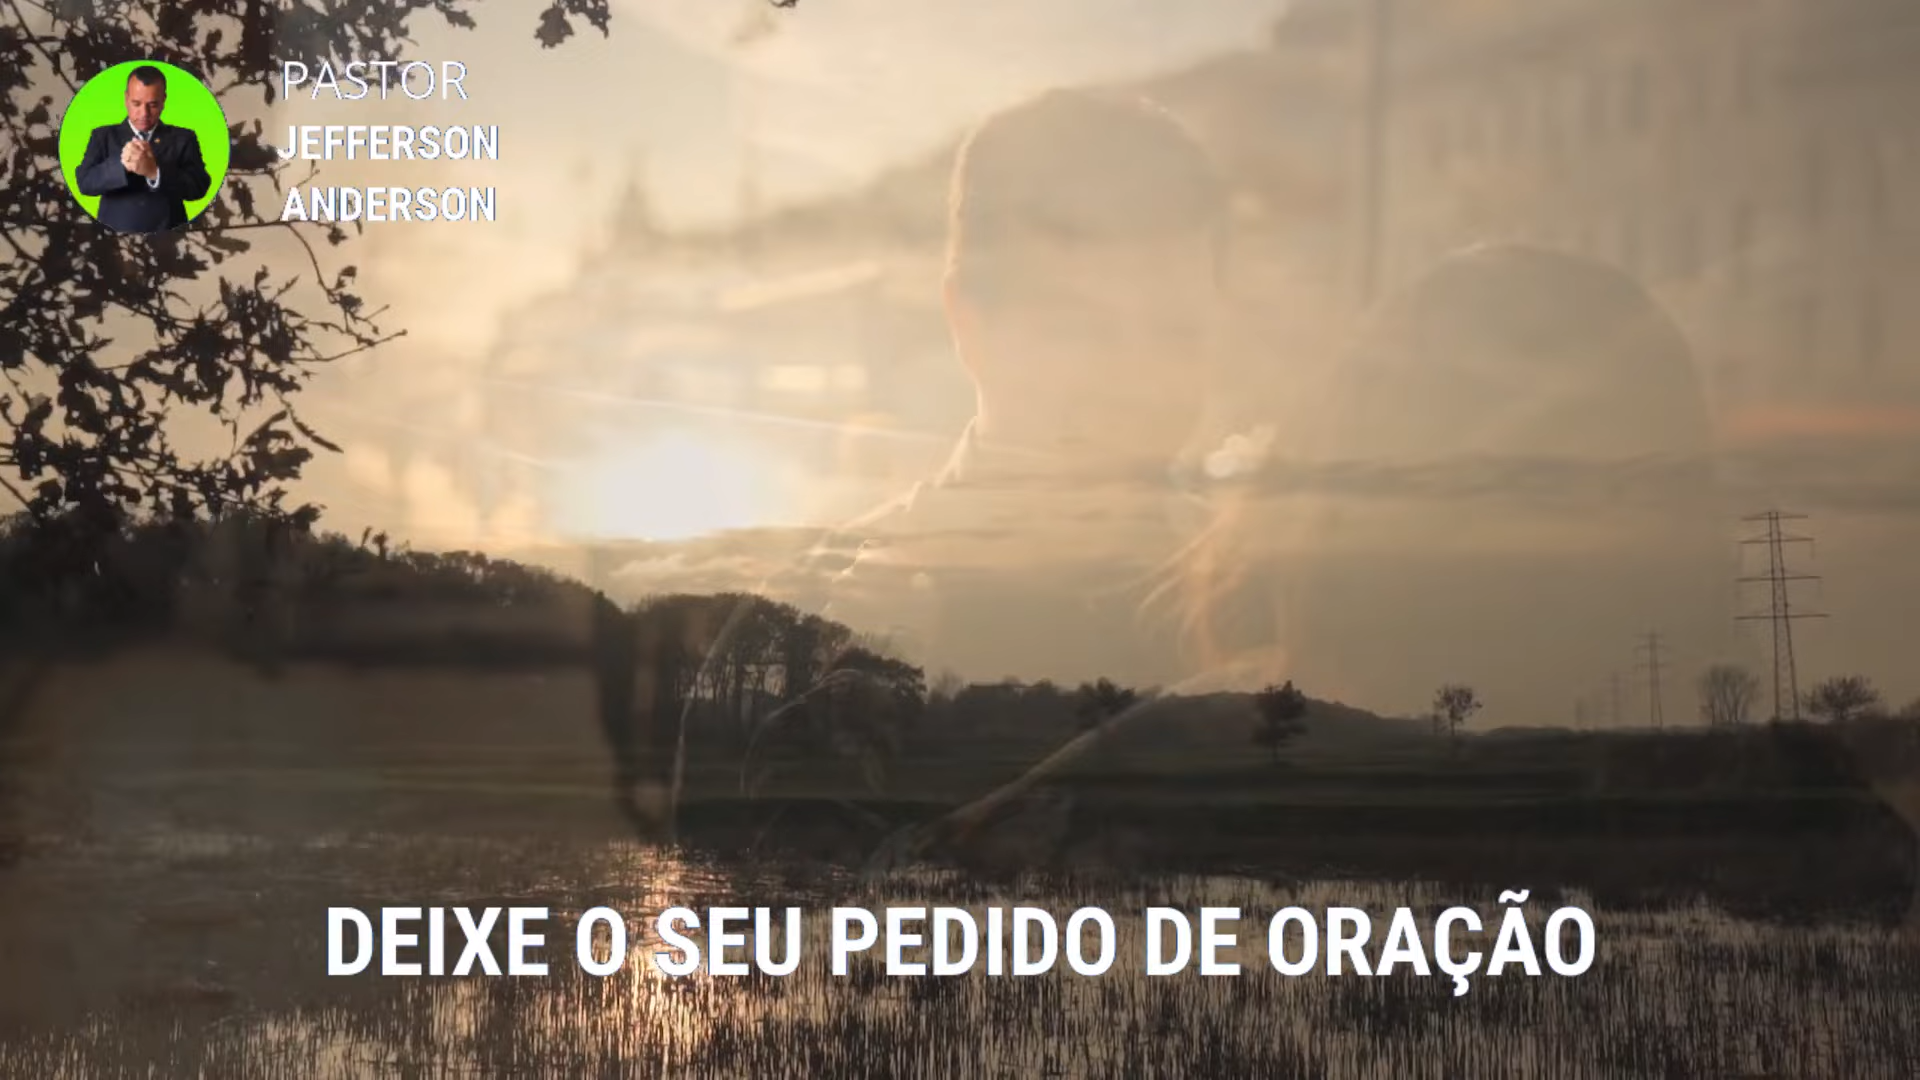 PASTOR
JEFFERSON
ANDERSON
DEIXE O SEU PEDIDO DE ORAÇÃO